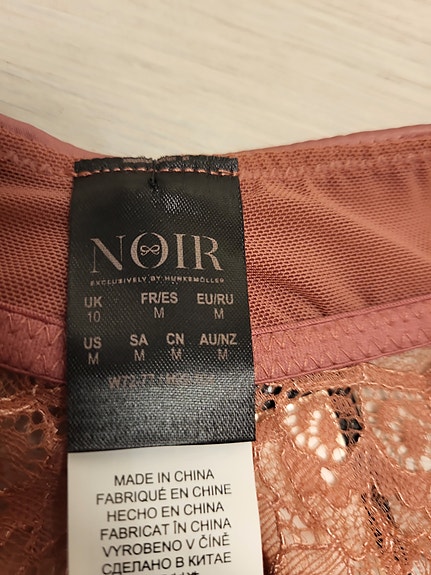 NOIR
EXCLUSIVELY BY HUNKEMÖLLER
UK FR/ES EU/RU
10 M M
US SA CN AU/NZ
M M M M
MADE IN CHINA
FABRIQUÉ EN CHINE
HECHO EN CHINA
FABRICAT ÎN CHINA
VYROBENO V ČÍNĚ
СДЕЛАНО В КИТАЕ